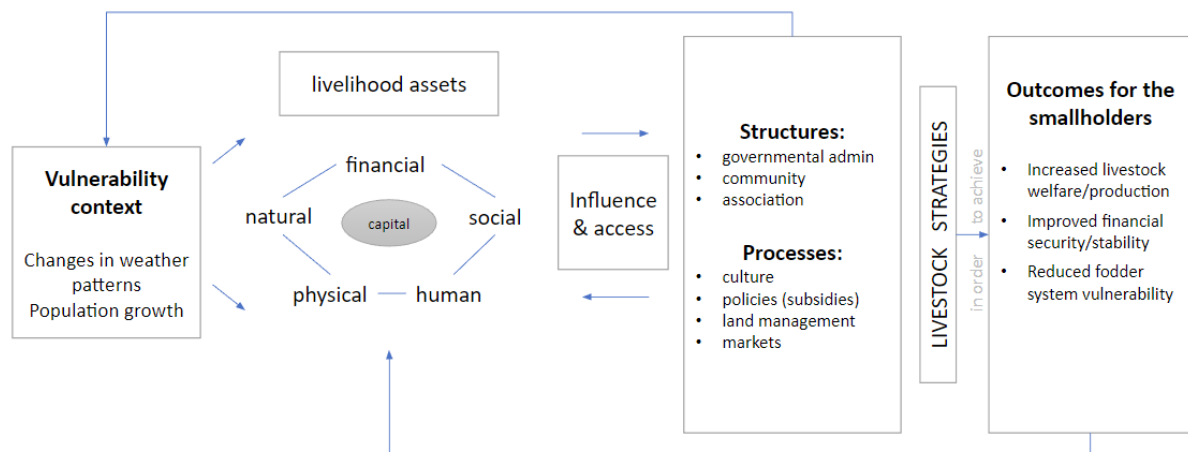 livelihood assets
Vulnerability
context
Changes in weather
patterns
Population growth
financial
natural
capital
social
physical
human
Influence
& access
Structures:
• governmental admin
• community
• association
Processes:
• culture
• policies (subsidies)
• land management
• markets
LIVESTOCK STRATEGIES
in order to achieve
Outcomes for the
smallholders
• Increased livestock
welfare/production
• Improved financial
security/stability
• Reduced fodder
system vulnerability